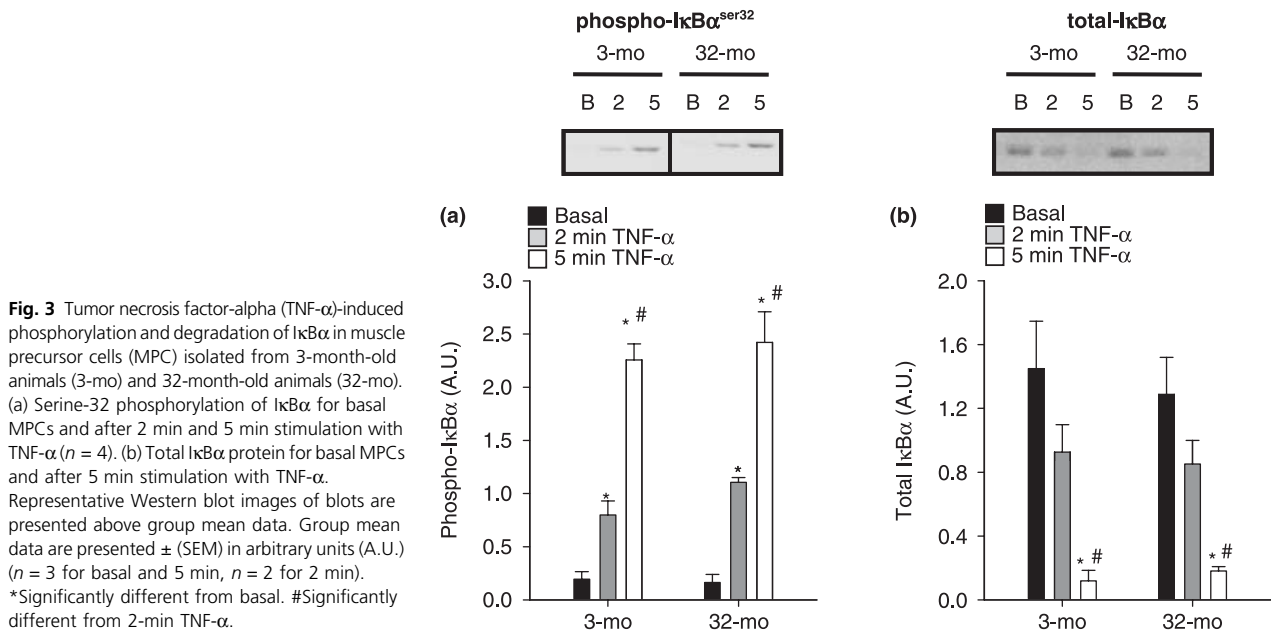 phospho-IκBα^ser32
3-mo 32-mo
B 2 5 B 2 5
total-IκBα
3-mo 32-mo
B 2 5 B 2 5
(a)
Basal
2 min TNF-α
5 min TNF-α
Phospho-IκBα (A.U.)
3.0
2.5
2.0
1.5
1.0
0.5
0.0
* * # * * #
3-mo 32-mo
(b)
Basal
2 min TNF-α
5 min TNF-α
Total IκBα (A.U.)
2.0
1.6
1.2
0.8
0.4
0.0
* # * #
3-mo 32-mo
Fig. 3 Tumor necrosis factor-alpha (TNF-α)-induced
phosphorylation and degradation of IκBα in muscle
precursor cells (MPC) isolated from 3-month-old
animals (3-mo) and 32-month-old animals (32-mo).
(a) Serine-32 phosphorylation of IκBα for basal
MPCs and after 2 min and 5 min stimulation with
TNF-α (n = 4). (b) Total IκBα protein for basal MPCs
and after 5 min stimulation with TNF-α.
Representative Western blot images of blots are
presented above group mean data. Group mean
data are presented ± (SEM) in arbitrary units (A.U.)
(n = 3 for basal and 5 min, n = 2 for 2 min).
*Significantly different from basal. #Significantly
different from 2-min TNF-α.